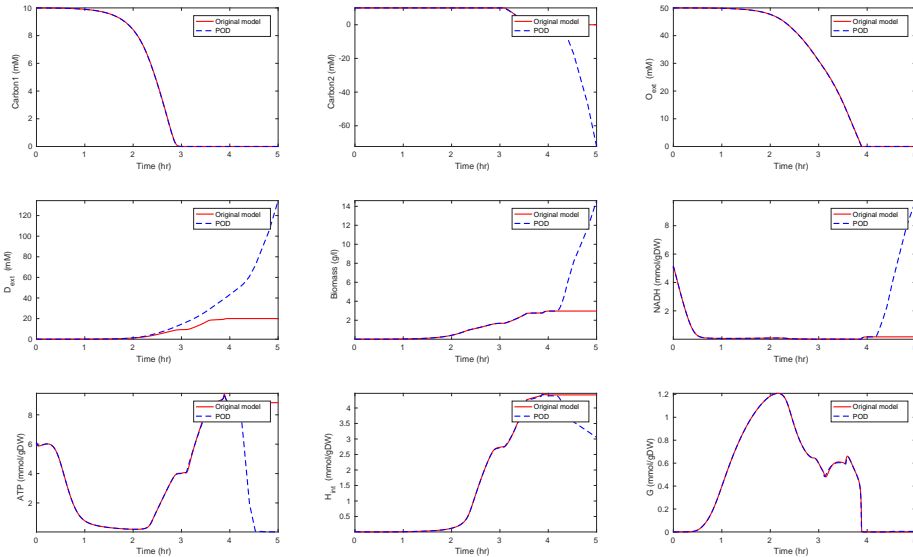 10
8
6
4
2
0
Carbon1 (mM)
Original model
POD
0 1 2 3 4 5
Time (hr)
0
-20
-40
-60
Carbon2 (mM)
Original model
POD
0 1 2 3 4 5
Time (hr)
50
40
30
20
10
0
O_ext (mM)
Original model
POD
0 1 2 3 4
Time (hr)
120
100
80
60
40
20
0
D_ext (mM)
Original model
POD
0 1 2 3 4 5
Time (hr)
14
12
10
8
6
4
2
Biomass (g/l)
Original model
POD
0 1 2 3 4 5
Time (hr)
8
6
4
2
0
NADH (mmol/gDW)
Original model
POD
0 1 2 3 4
Time (hr)
8
6
4
2
ATP (mmol/gDW)
Original model
POD
0 1 2 3 4 5
Time (hr)
4
3.5
3
2.5
2
1.5
1
0.5
H_int (mmol/gDW)
Original model
POD
0 1 2 3 4 5
Time (hr)
1.2
1
0.8
0.6
0.4
0.2
0
G (mmol/gDW)
Original model
POD
0 1 2 3 4
Time (hr)